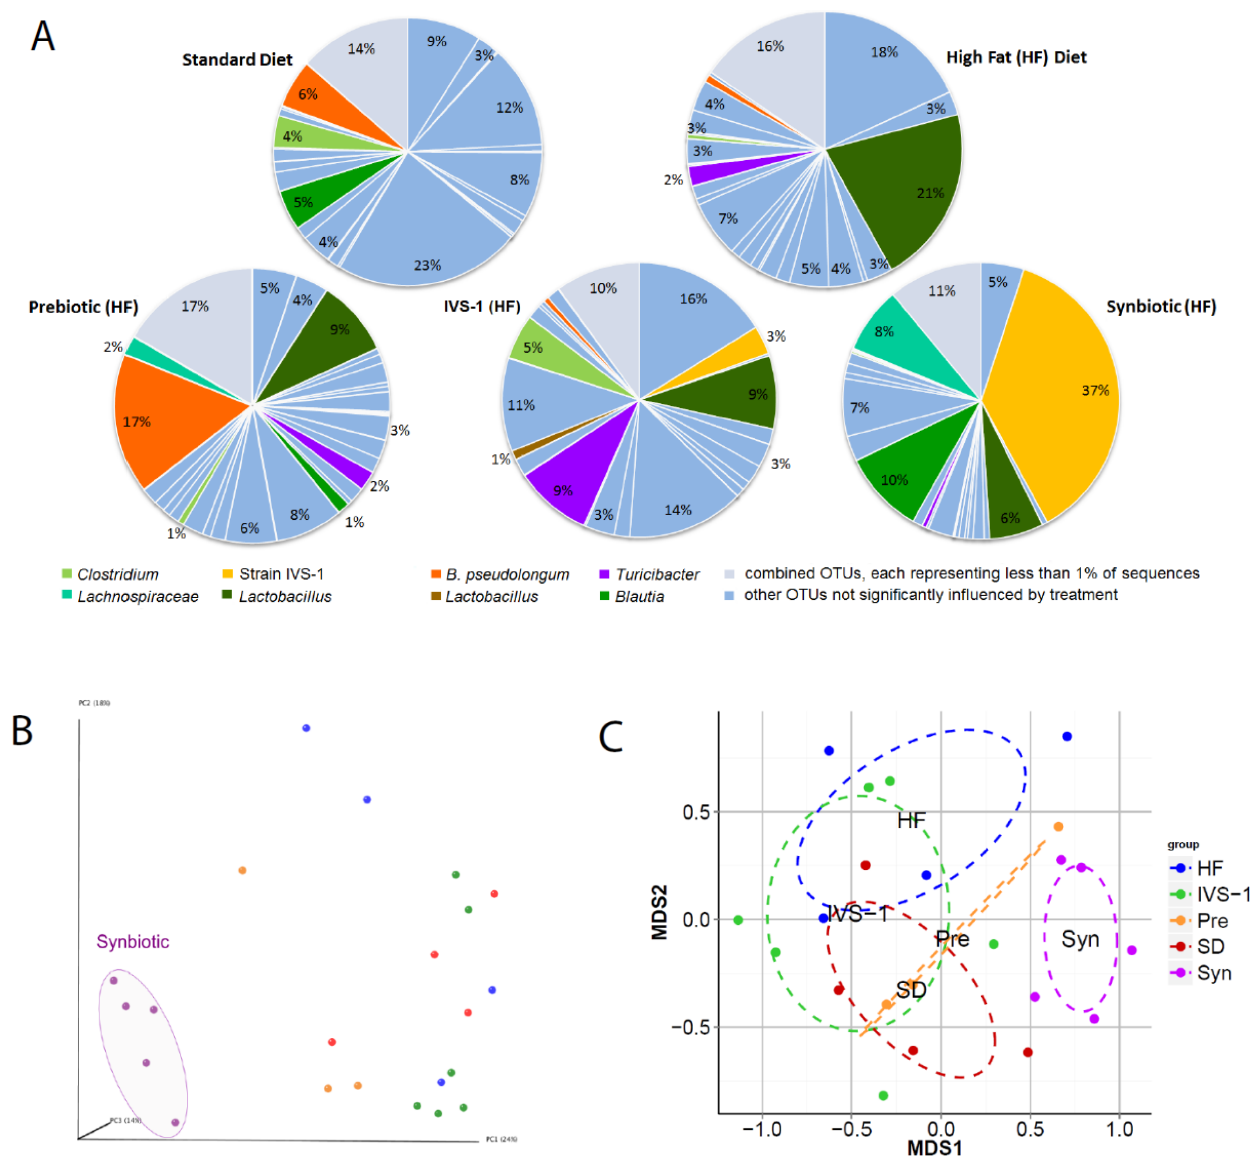 A
Standard Diet
14%
9%
3%
12%
8%
23%
4%
5%
4%
6%
High Fat (HF) Diet
16%
18%
3%
21%
3%
4%
5%
7%
2%
3%
3%
4%
Prebiotic (HF)
17%
5%
4%
9%
3%
2%
1%
8%
6%
1%
17%
2%
IVS-1 (HF)
10%
16%
3%
9%
3%
14%
3%
9%
1%
11%
5%
Synbiotic (HF)
11%
5%
37%
6%
10%
7%
8%
Clostridium
Strain IVS-1
B. pseudolongum
Turicibacter
combined OTUs, each representing less than 1% of sequences
Lachnospiraceae
Lactobacillus
Lactobacillus
Blautia
other OTUs not significantly influenced by treatment
B
PC2 (18%)
Synbiotic
PC3 (14%)
PC1 (24%)
C
MDS2
0.5
0.0
−0.5
HF
IVS−1
Pre
SD
Syn
−1.0
−0.5
0.0
0.5
1.0
MDS1
group
HF
IVS−1
Pre
SD
Syn